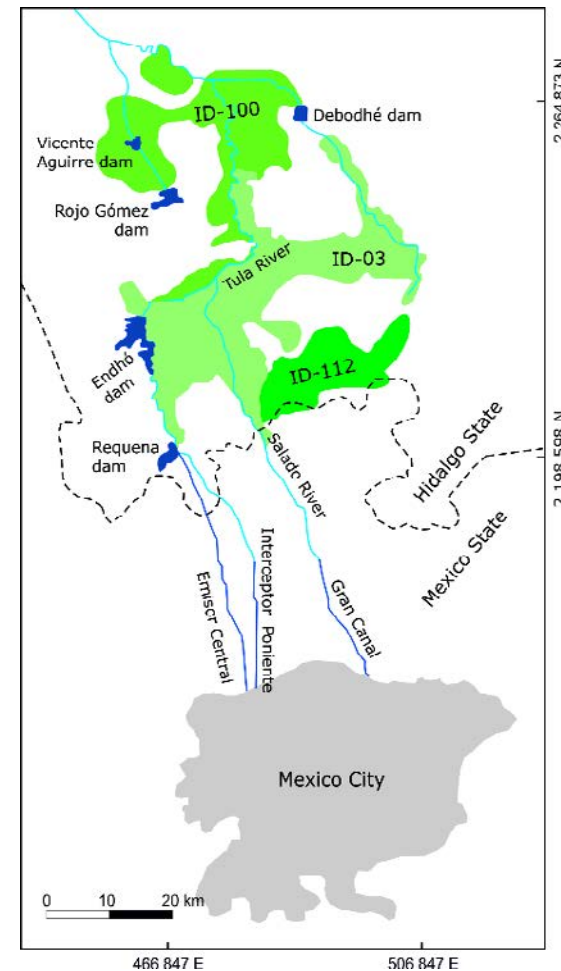 ID-100
Debodhé dam
Vicente
Aguirre dam
Rojo Gómez
dam
2 264 873 N
Tula River
ID-03
Endhó
dam
ID-112
Requena
dam
Salado River
Hidalgo State
Mexico State
2 198 598 N
Emisor Central
Interceptor Poniente
Gran Canal
Mexico City
0 10 20 km
466 847 E
506 847 E